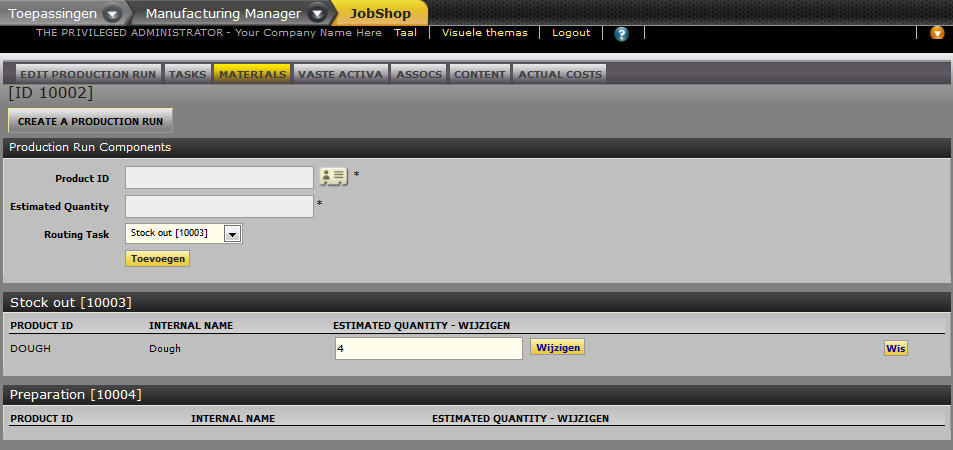 Toepassingen Manufacturing Manager JobShop
THE PRIVILEGED ADMINISTRATOR - Your Company Name Here Taal Visuele themas Logout ?
EDIT PRODUCTION RUN TASKS MATERIALS VASTE ACTIVA ASSOCS CONTENT ACTUAL COSTS
[ID 10002]
CREATE A PRODUCTION RUN
Production Run Components
Product ID *
Estimated Quantity *
Routing Task Stock out [10003]
Toevoegen
Stock out [10003]
PRODUCT ID INTERNAL NAME ESTIMATED QUANTITY - WIJZIGEN
DOUGH Dough 4 Wijzigen Wis
Preparation [10004]
PRODUCT ID INTERNAL NAME ESTIMATED QUANTITY - WIJZIGEN